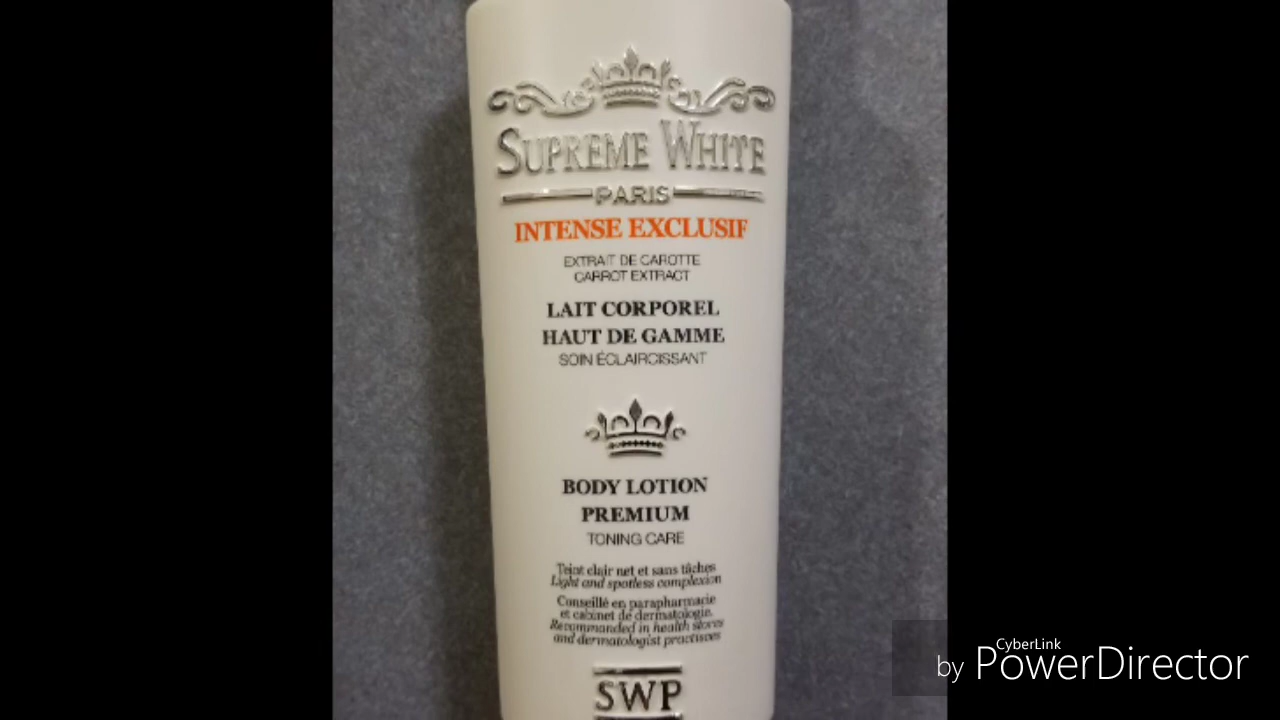 SUPREME WHITE
PARIS
INTENSE EXCLUSIF
EXTRAIT DE CAROTTE
CARROT EXTRACT
LAIT CORPOREL
HAUT DE GAMME
SOIN ÉCLAIRCISSANT
BODY LOTION
PREMIUM
TONING CARE
Teint clair net et sans tâches
Light and spotless complexion
Conseillé en parapharmacie
et cabinet de dermatologie.
Recommanded in health stores
and dermatologist practises
SWP
CyberLink
by PowerDirector